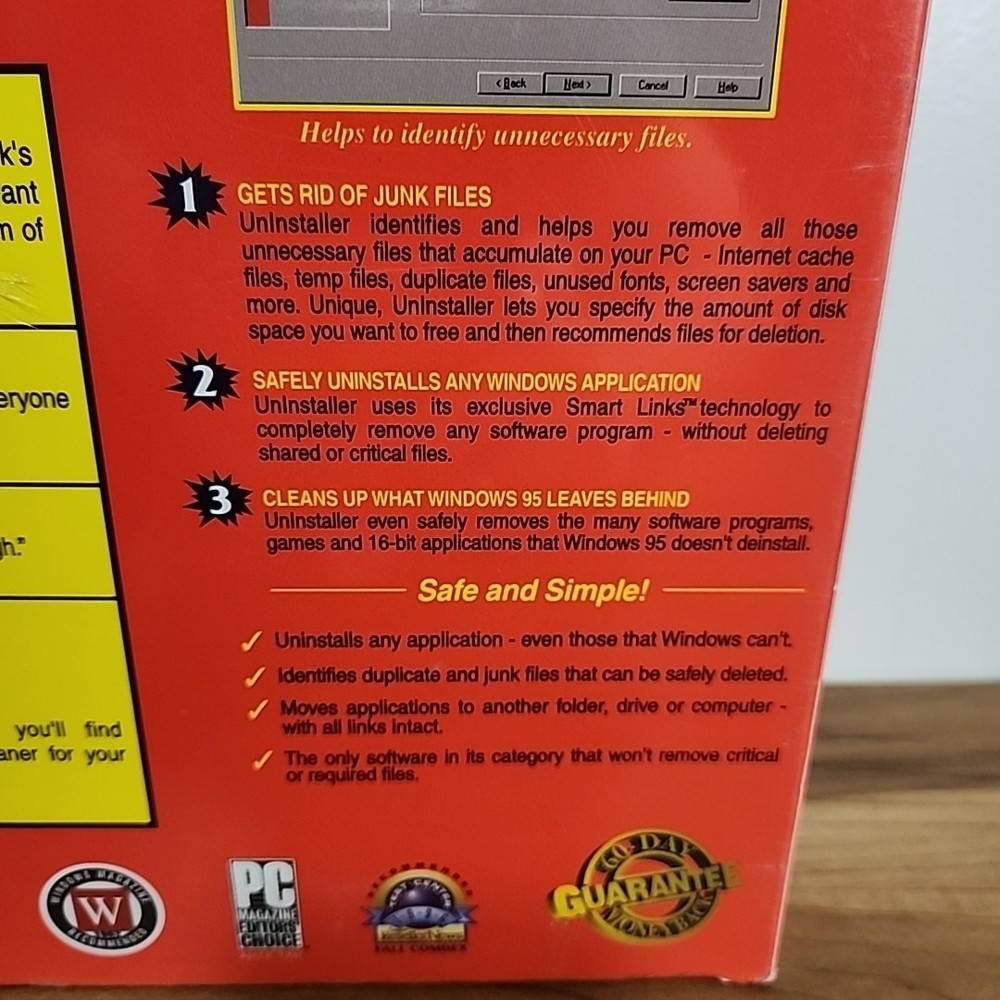 < Back Next > Cancel Help
Helps to identify unnecessary files.
k's
ant
m of
eryone
gh."
you'll find
aner for your
1 GETS RID OF JUNK FILES
UnInstaller identifies and helps you remove all those
unnecessary files that accumulate on your PC - Internet cache
files, temp files, duplicate files, unused fonts, screen savers and
more. Unique, UnInstaller lets you specify the amount of disk
space you want to free and then recommends files for deletion.
2 SAFELY UNINSTALLS ANY WINDOWS APPLICATION
UnInstaller uses its exclusive Smart Links™ technology to
completely remove any software program - without deleting
shared or critical files.
3 CLEANS UP WHAT WINDOWS 95 LEAVES BEHIND
UnInstaller even safely removes the many software programs,
games and 16-bit applications that Windows 95 doesn't deinstall.
Safe and Simple!
✓ Uninstalls any application - even those that Windows can't.
✓ Identifies duplicate and junk files that can be safely deleted.
✓ Moves applications to another folder, drive or computer -
with all links intact.
✓ The only software in its category that won't remove critical
or required files.
WINDOWS MAGAZINE
W
RECOMMENDED
PC
MAGAZINE
EDITORS'
CHOICE
TEST CENTER
FALL COMDEX
60-DAY
GUARANTEE
MONEY BACK